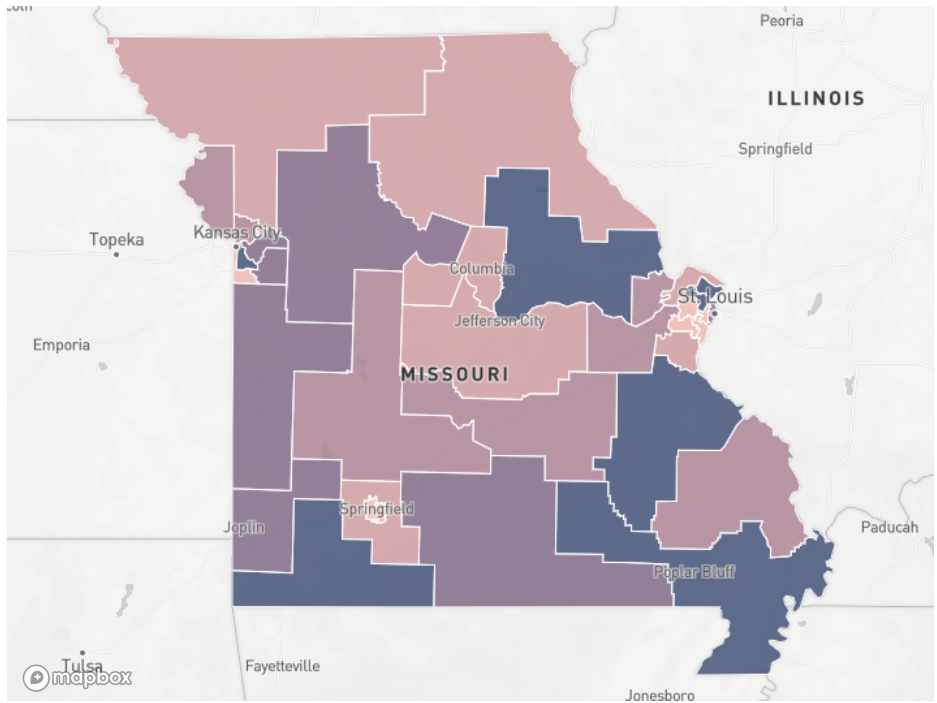 Peoria
ILLINOIS
Springfield
Kansas City
Topeka
Columbia
St. Louis
Jefferson City
Emporia
MISSOURI
Springfield
Joplin
Paducah
Poplar Bluff
Tulsa
Fayetteville
mapbox
Jonesboro